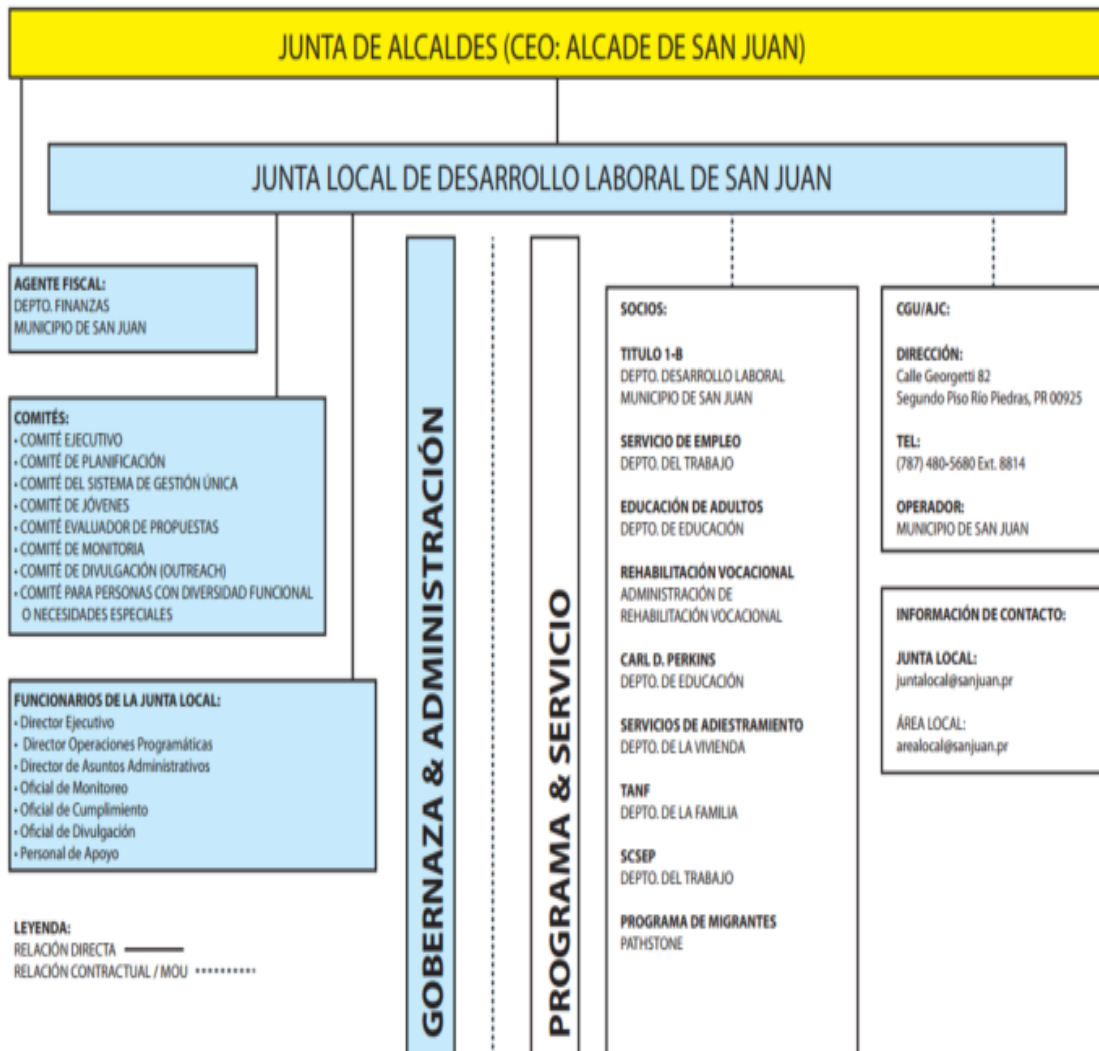 JUNTA DE ALCALDES (CEO: ALCADE DE SAN JUAN)
JUNTA LOCAL DE DESARROLLO LABORAL DE SAN JUAN
AGENTE FISCAL:
DEPTO. FINANZAS
MUNICIPIO DE SAN JUAN
COMITÉS:
• COMITÉ EJECUTIVO
• COMITÉ DE PLANIFICACIÓN
• COMITÉ DEL SISTEMA DE GESTIÓN ÚNICA
• COMITÉ DE JÓVENES
• COMITÉ EVALUADOR DE PROPUESTAS
• COMITÉ DE MONITORIA
• COMITÉ DE DIVULGACIÓN (OUTREACH)
• COMITÉ PARA PERSONAS CON DIVERSIDAD FUNCIONAL
O NECESIDADES ESPECIALES
FUNCIONARIOS DE LA JUNTA LOCAL:
• Director Ejecutivo
• Director Operaciones Programáticas
• Director de Asuntos Administrativos
• Oficial de Monitoreo
• Oficial de Cumplimiento
• Oficial de Divulgación
• Personal de Apoyo
LEYENDA:
RELACIÓN DIRECTA
RELACIÓN CONTRACTUAL / MOU
GOBERNAZA & ADMINISTRACIÓN
PROGRAMA & SERVICIO
SOCIOS:
TITULO 1-B
DEPTO. DESARROLLO LABORAL
MUNICIPIO DE SAN JUAN
SERVICIO DE EMPLEO
DEPTO. DEL TRABAJO
EDUCACIÓN DE ADULTOS
DEPTO. DE EDUCACIÓN
REHABILITACIÓN VOCACIONAL
ADMINISTRACIÓN DE
REHABILITACIÓN VOCACIONAL
CARL D. PERKINS
DEPTO. DE EDUCACIÓN
SERVICIOS DE ADIESTRAMIENTO
DEPTO. DE LA VIVIENDA
TANF
DEPTO. DE LA FAMILIA
SCSEP
DEPTO. DEL TRABAJO
PROGRAMA DE MIGRANTES
PATHSTONE
CGU/AJC:
DIRECCIÓN:
Calle Georgetti 82
Segundo Piso Río Piedras, PR 00925
TEL:
(787) 480-5680 Ext. 8814
OPERADOR:
MUNICIPIO DE SAN JUAN
INFORMACIÓN DE CONTACTO:
JUNTA LOCAL:
juntalocal@sanjuan.pr
ÁREA LOCAL:
arealocal@sanjuan.pr